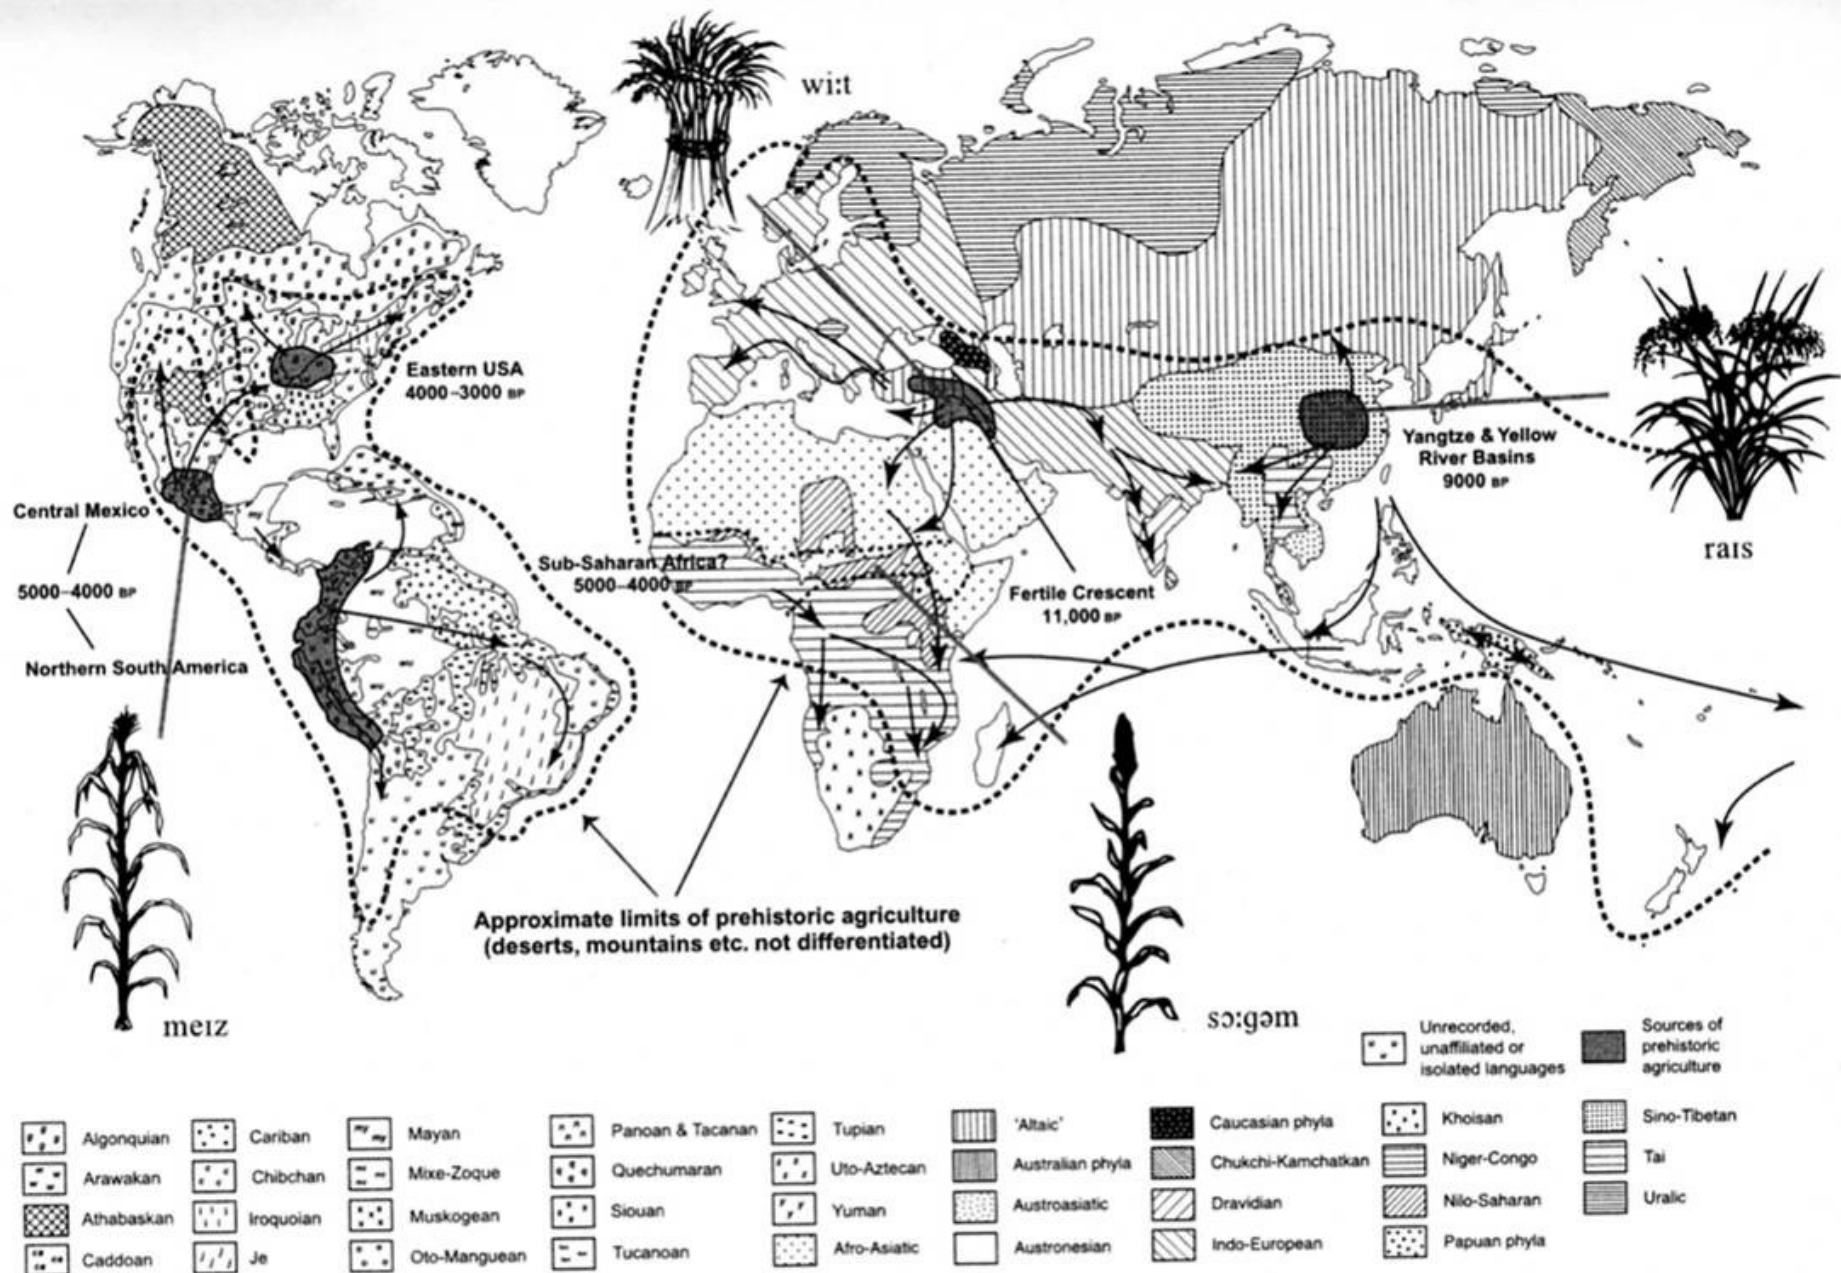 wi:t
Eastern USA
4000–3000 BP
Central Mexico
5000–4000 BP
Northern South America
Sub-Saharan Africa?
5000–4000 BP
Fertile Crescent
11,000 BP
Yangtze & Yellow
River Basins
9000 BP
raɪs
Approximate limits of prehistoric agriculture
(deserts, mountains etc. not differentiated)
meɪz
sɔ:gəm
Unrecorded,
unaffiliated or
isolated languages
Sources of
prehistoric
agriculture
Algonquian
Arawakan
Athabaskan
Caddoan
Cariban
Chibchan
Iroquoian
Je
Mayan
Mixe-Zoque
Muskogean
Oto-Manguean
Panoan & Tacanan
Quechumaran
Siouan
Tucanoan
Tupian
Uto-Aztecan
Yuman
Afro-Asiatic
'Altaic'
Australian phyla
Austroasiatic
Austronesian
Caucasian phyla
Chukchi-Kamchatkan
Dravidian
Indo-European
Khoisan
Niger-Congo
Nilo-Saharan
Papuan phyla
Sino-Tibetan
Tai
Uralic